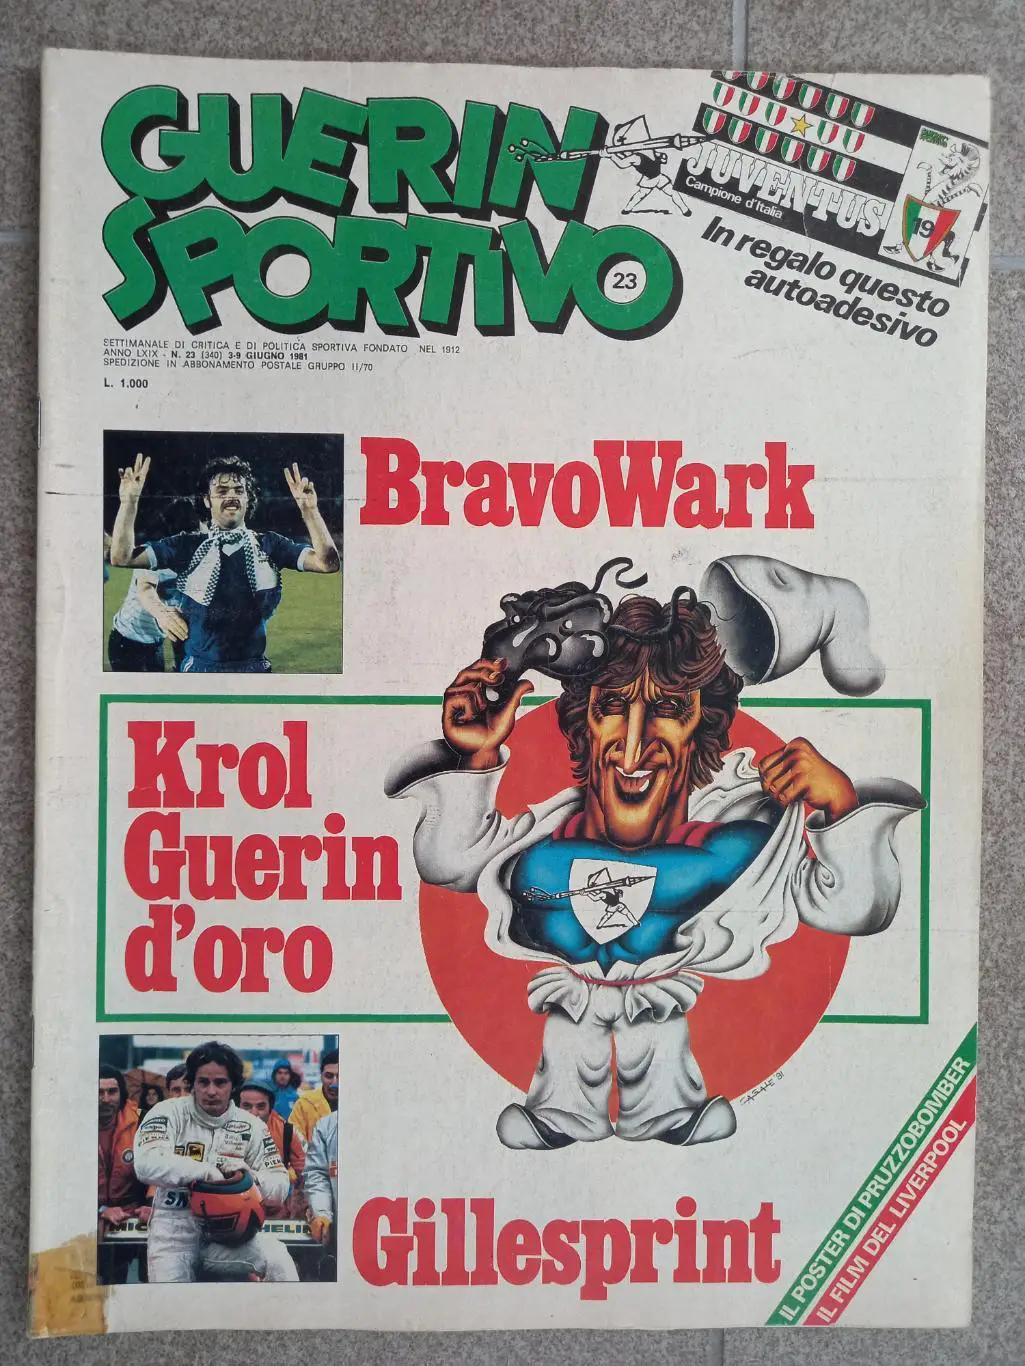 GUERIN
SPORTIVO
23
JUVENTUS
Campione d'Italia
19
In regalo questo
autoadesivo
SETTIMANALE DI CRITICA E DI POLITICA SPORTIVA FONDATO NEL 1912
ANNO LXIX - N. 23 (340) 3-9 GIUGNO 1981
SPEDIZIONE IN ABBONAMENTO POSTALE GRUPPO II/70
L. 1.000
BravoWark
Krol
Guerin
d'oro
CASALE '81
Gillesprint
IL POSTER DI PRUZZOBOMBER
IL FILM DEL LIVERPOOL